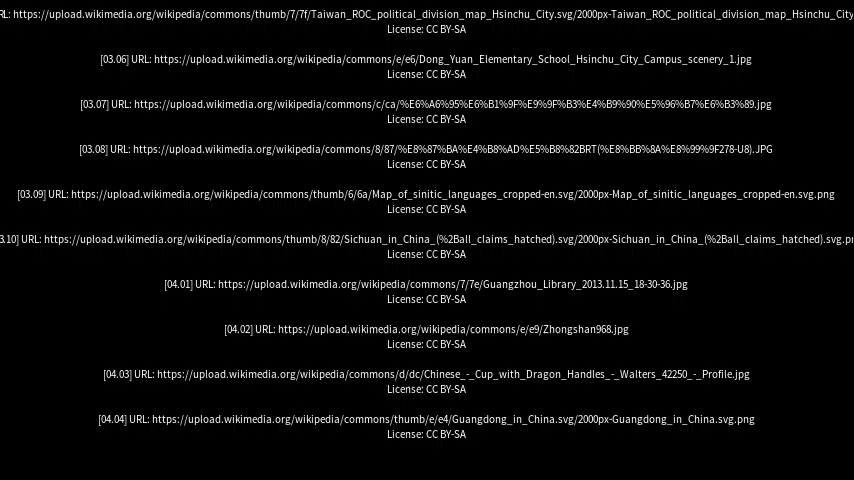 RL: https://upload.wikimedia.org/wikipedia/commons/thumb/7/7f/Taiwan_ROC_political_division_map_Hsinchu_City.svg/2000px-Taiwan_ROC_political_division_map_Hsinchu_City
License: CC BY-SA
[03.06] URL: https://upload.wikimedia.org/wikipedia/commons/e/e6/Dong_Yuan_Elementary_School_Hsinchu_City_Campus_scenery_1.jpg
License: CC BY-SA
[03.07] URL: https://upload.wikimedia.org/wikipedia/commons/c/ca/%E6%A6%95%E6%B1%9F%E9%9F%B3%E4%B9%90%E5%96%B7%E6%B3%89.jpg
License: CC BY-SA
[03.08] URL: https://upload.wikimedia.org/wikipedia/commons/8/87/%E8%87%BA%E4%B8%AD%E5%B8%82BRT(%E8%BB%8A%E8%99%9F278-U8).JPG
License: CC BY-SA
[03.09] URL: https://upload.wikimedia.org/wikipedia/commons/thumb/6/6a/Map_of_sinitic_languages_cropped-en.svg/2000px-Map_of_sinitic_languages_cropped-en.svg.png
License: CC BY-SA
3.10] URL: https://upload.wikimedia.org/wikipedia/commons/thumb/8/82/Sichuan_in_China_(%2Ball_claims_hatched).svg/2000px-Sichuan_in_China_(%2Ball_claims_hatched).svg.pn
License: CC BY-SA
[04.01] URL: https://upload.wikimedia.org/wikipedia/commons/7/7e/Guangzhou_Library_2013.11.15_18-30-36.jpg
License: CC BY-SA
[04.02] URL: https://upload.wikimedia.org/wikipedia/commons/e/e9/Zhongshan968.jpg
License: CC BY-SA
[04.03] URL: https://upload.wikimedia.org/wikipedia/commons/d/dc/Chinese_-_Cup_with_Dragon_Handles_-_Walters_42250_-_Profile.jpg
License: CC BY-SA
[04.04] URL: https://upload.wikimedia.org/wikipedia/commons/thumb/e/e4/Guangdong_in_China.svg/2000px-Guangdong_in_China.svg.png
License: CC BY-SA